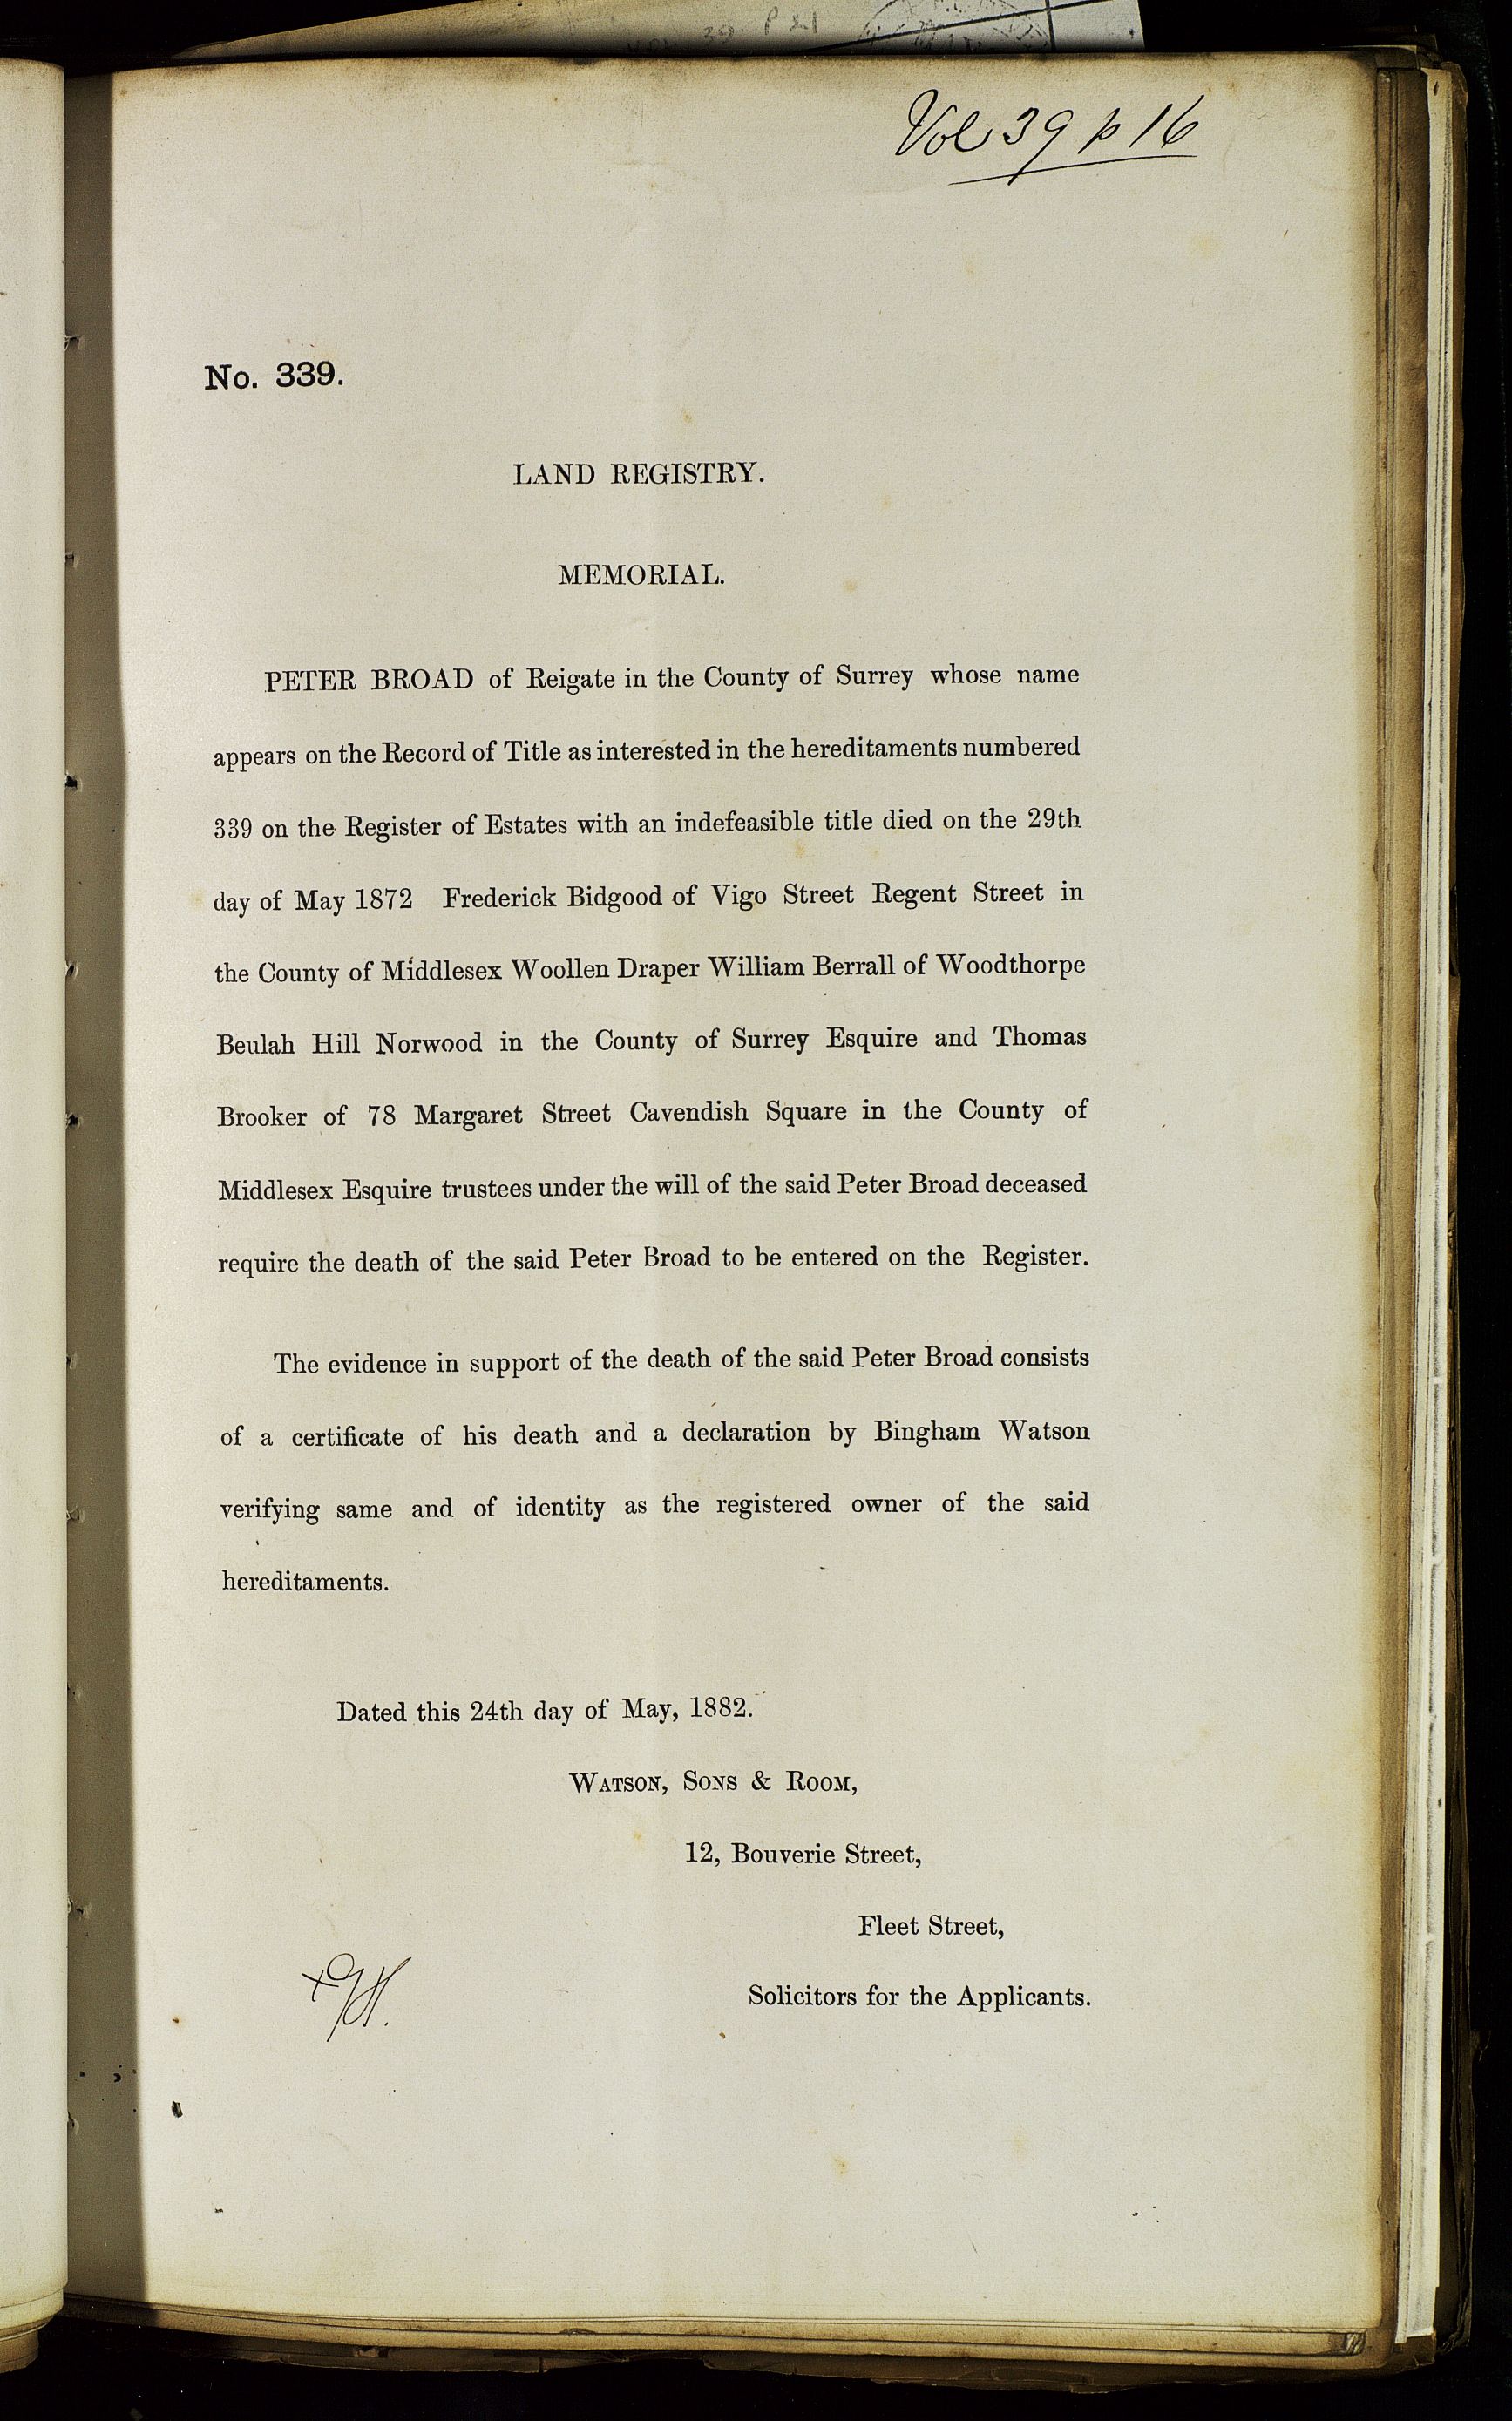 Vol 39 p 16
No. 339.
LAND REGISTRY.
MEMORIAL.
PETER BROAD of Reigate in the County of Surrey whose name
appears on the Record of Title as interested in the hereditaments numbered
339 on the Register of Estates with an indefeasible title died on the 29th
day of May 1872 Frederick Bidgood of Vigo Street Regent Street in
the County of Middlesex Woollen Draper William Berrall of Woodthorpe
Beulah Hill Norwood in the County of Surrey Esquire and Thomas
Brooker of 78 Margaret Street Cavendish Square in the County of
Middlesex Esquire trustees under the will of the said Peter Broad deceased
require the death of the said Peter Broad to be entered on the Register.
The evidence in support of the death of the said Peter Broad consists
of a certificate of his death and a declaration by Bingham Watson
verifying same and of identity as the registered owner of the said
hereditaments.
Dated this 24th day of May, 1882.
WATSON, SONS & ROOM,
12, Bouverie Street,
Fleet Street,
Solicitors for the Applicants.